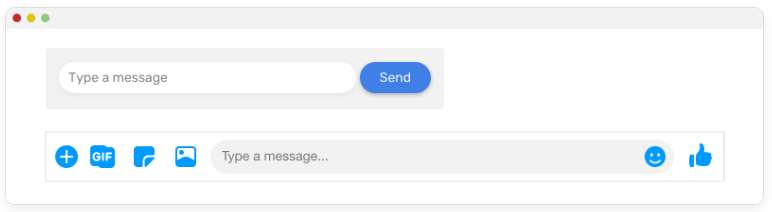 Type a message
Send
GIF
Type a message...